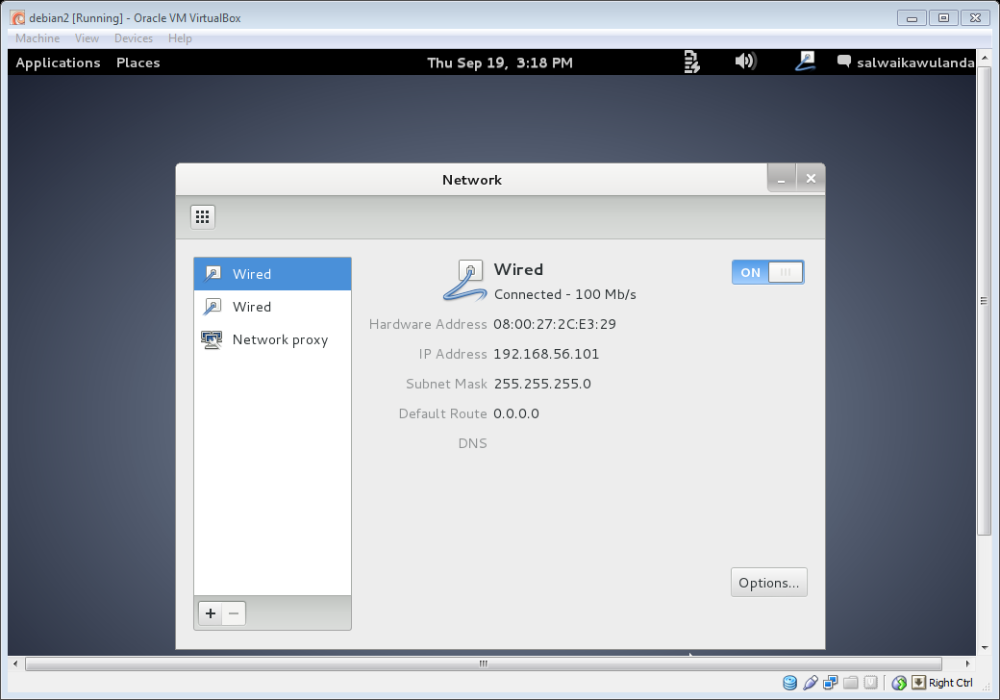 debian2 [Running] - Oracle VM VirtualBox
Machine View Devices Help
Applications Places Thu Sep 19, 3:18 PM salwaikawulanda
Network
Wired
Wired
Network proxy
Wired
Connected - 100 Mb/s
ON
Hardware Address 08:00:27:2C:E3:29
IP Address 192.168.56.101
Subnet Mask 255.255.255.0
Default Route 0.0.0.0
DNS
Options...
+ −
Right Ctrl